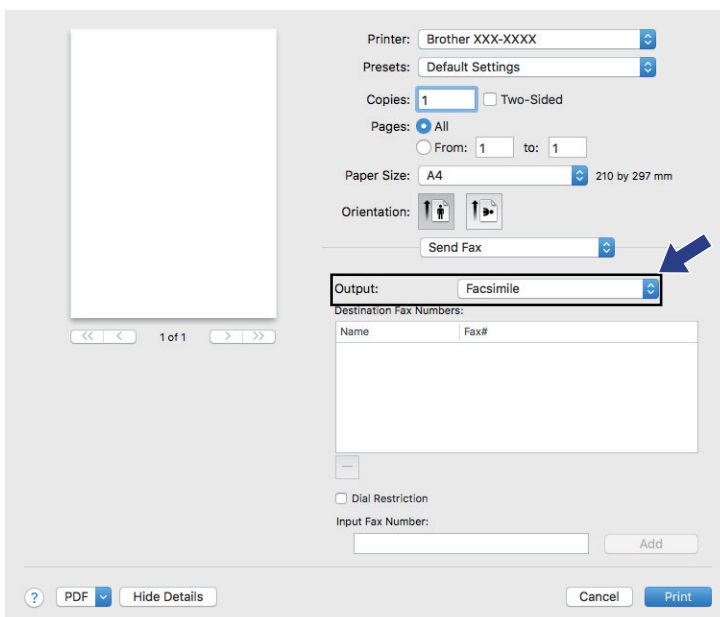 Printer: Brother XXX-XXXX
Presets: Default Settings
Copies: 1 Two-Sided
Pages: All
From: 1 to: 1
Paper Size: A4 210 by 297 mm
Orientation:
Send Fax
Output: Facsimile
Destination Fax Numbers:
Name Fax#
<< < 1 of 1 > >>
Dial Restriction
Input Fax Number:
Add
? PDF Hide Details Cancel Print